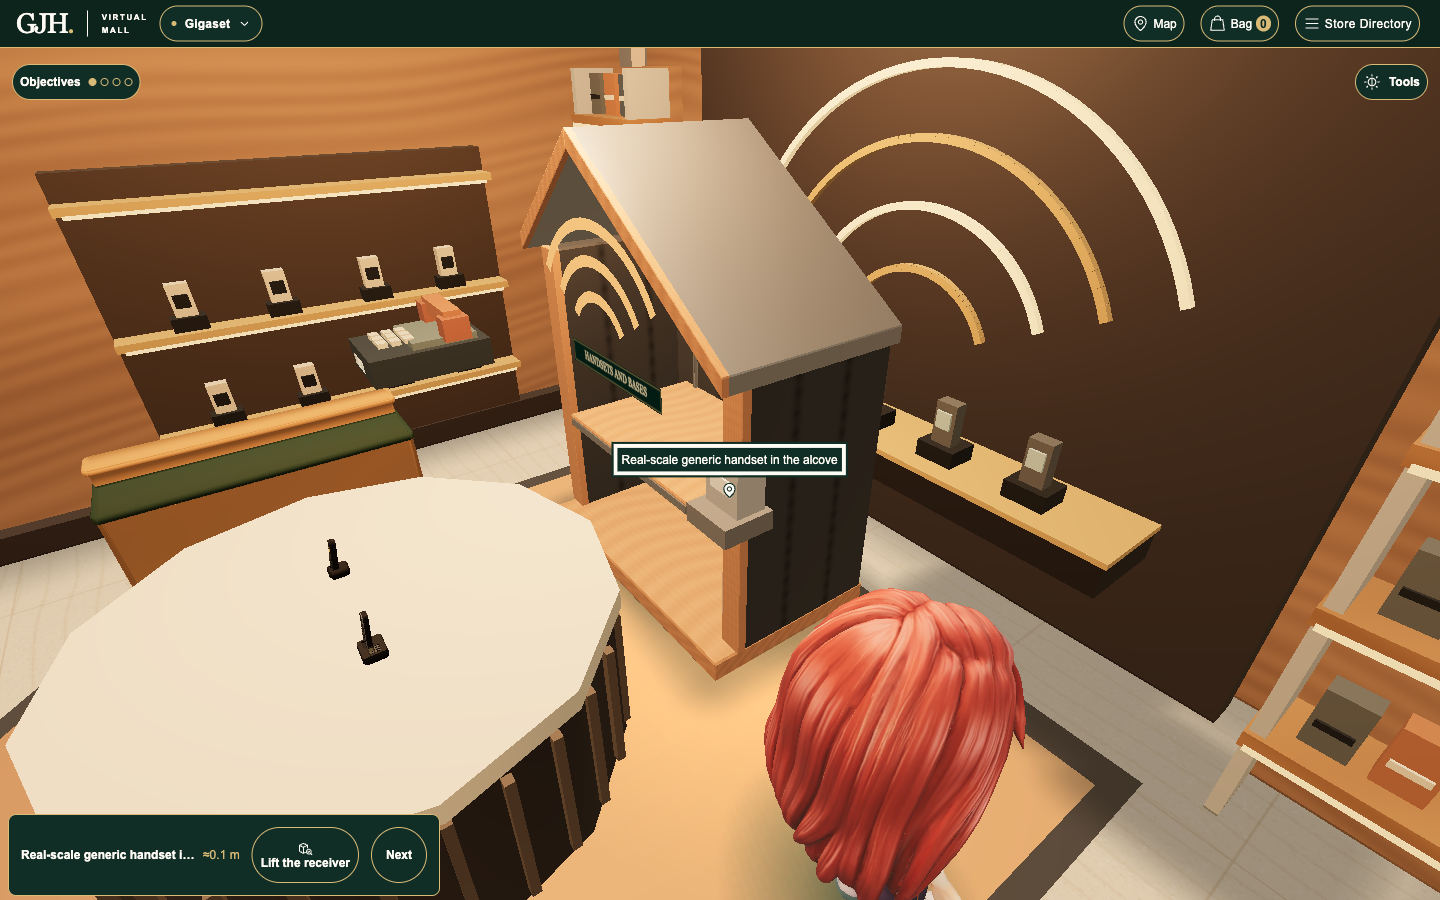 GJH.
VIRTUAL
MALL
Gigaset
Map
Bag 0
Store Directory
Objectives
Tools
HANDSETS AND BASES
Real-scale generic handset in the alcove
Real-scale generic handset i...
≈0.1 m
Lift the receiver
Next